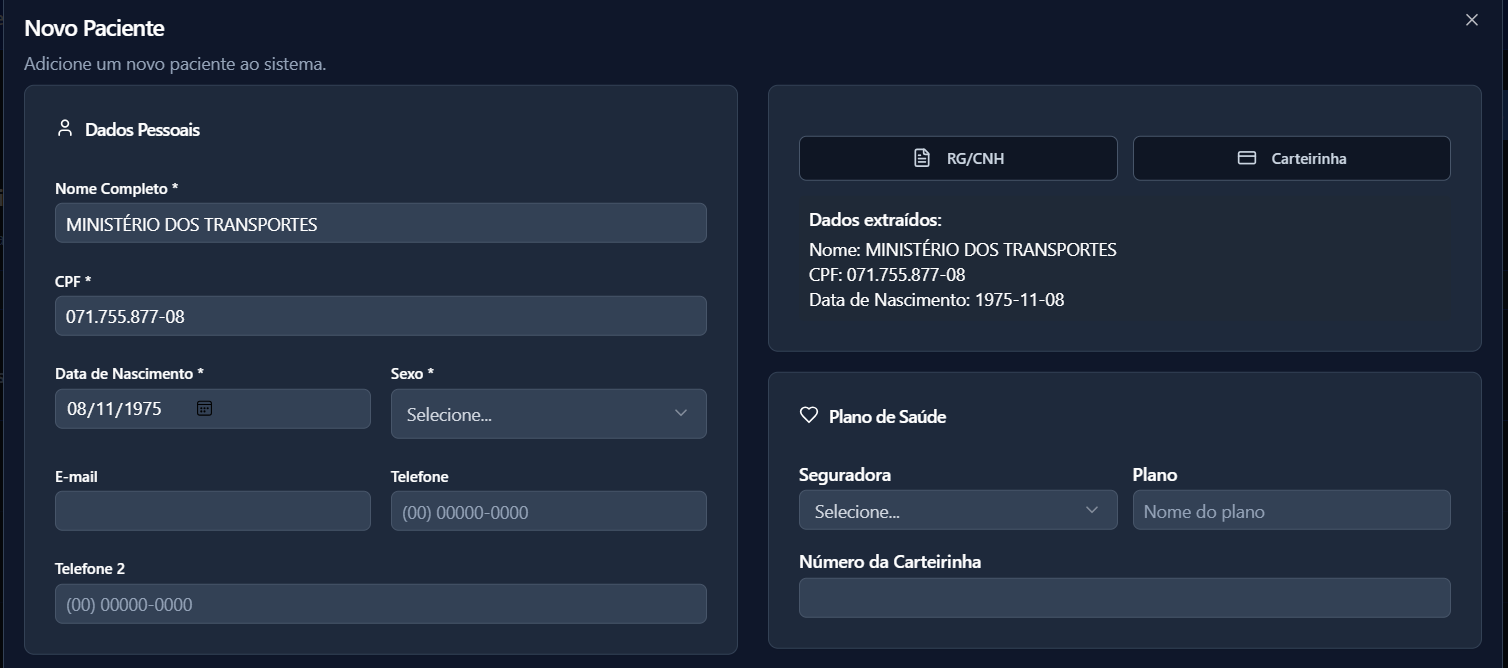 Novo Paciente
Adicione um novo paciente ao sistema.
Dados Pessoais
Nome Completo *
MINISTÉRIO DOS TRANSPORTES
CPF *
071.755.877-08
Data de Nascimento *
08/11/1975
Sexo *
Selecione...
E-mail
Telefone
(00) 00000-0000
Telefone 2
(00) 00000-0000
RG/CNH
Carteirinha
Dados extraídos:
Nome: MINISTÉRIO DOS TRANSPORTES
CPF: 071.755.877-08
Data de Nascimento: 1975-11-08
Plano de Saúde
Seguradora
Selecione...
Plano
Nome do plano
Número da Carteirinha